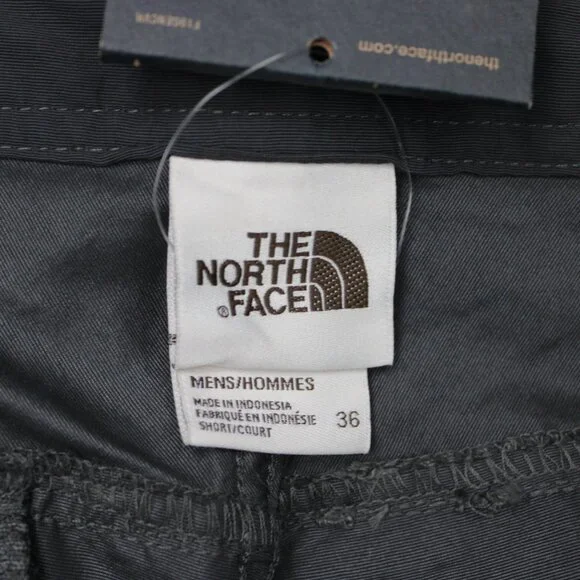 thenorthface.com
THE
NORTH
® FACE
MENS/HOMMES
MADE IN INDONESIA
FABRIQUÉ EN INDONÉSIE
SHORT/COURT
36